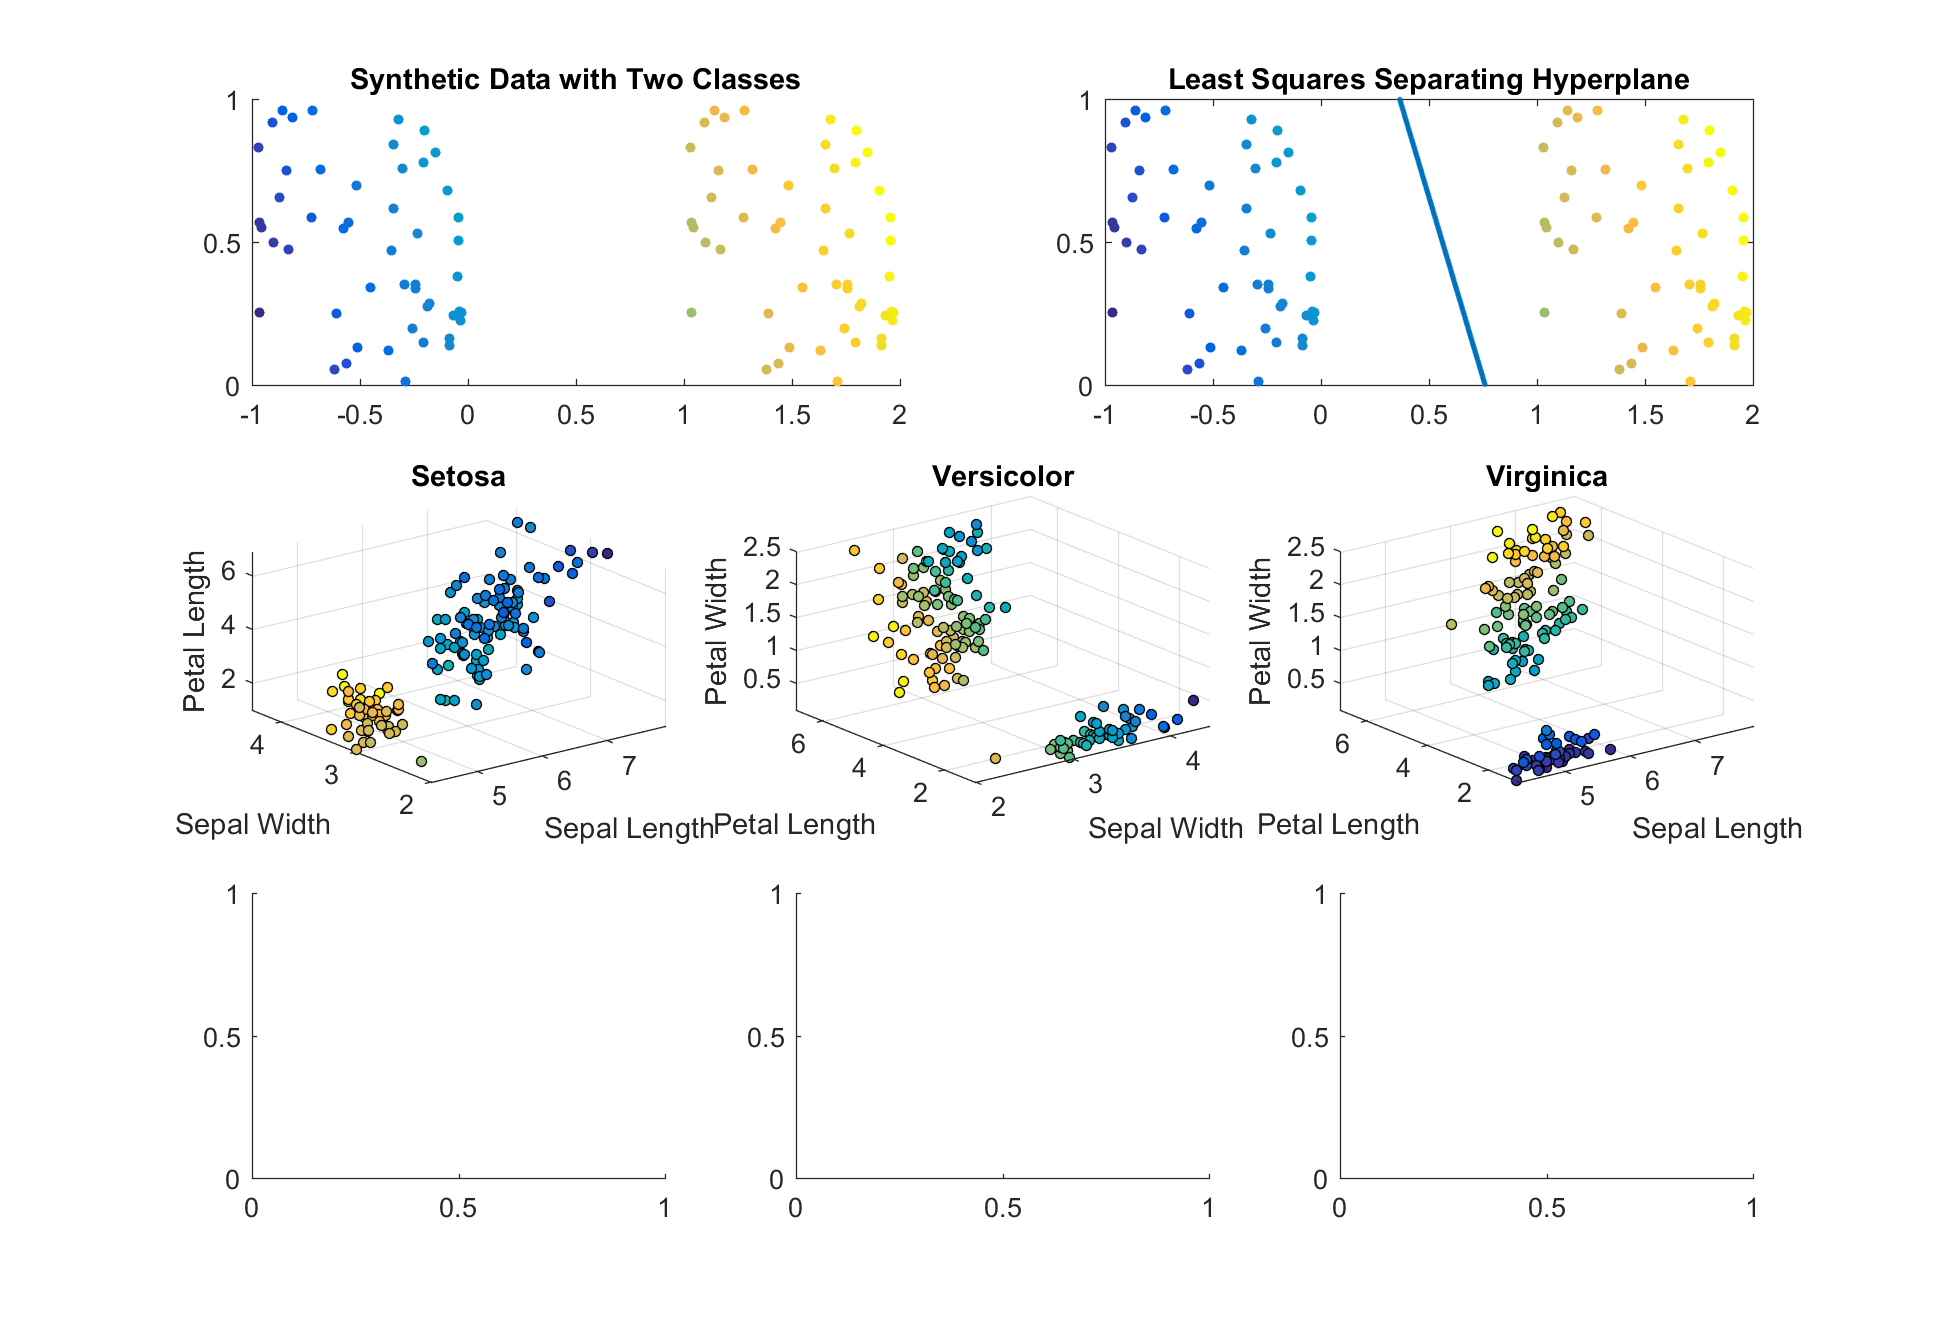 Synthetic Data with Two Classes
1
0.5
0
-1 -0.5 0 0.5 1 1.5 2
Least Squares Separating Hyperplane
1
0.5
0
-1 -0.5 0 0.5 1 1.5 2
Setosa
Petal Length
6
4
2
4
3
2
Sepal Width
5
6
7
Sepal Length
Versicolor
Petal Width
2.5
2
1.5
1
0.5
6
4
2
Petal Length
2
3
4
Sepal Width
Virginica
Petal Width
2.5
2
1.5
1
0.5
6
4
2
Petal Length
5
6
7
Sepal Length
1
0.5
0
0 0.5 1
1
0.5
0
0 0.5 1
1
0.5
0
0 0.5 1